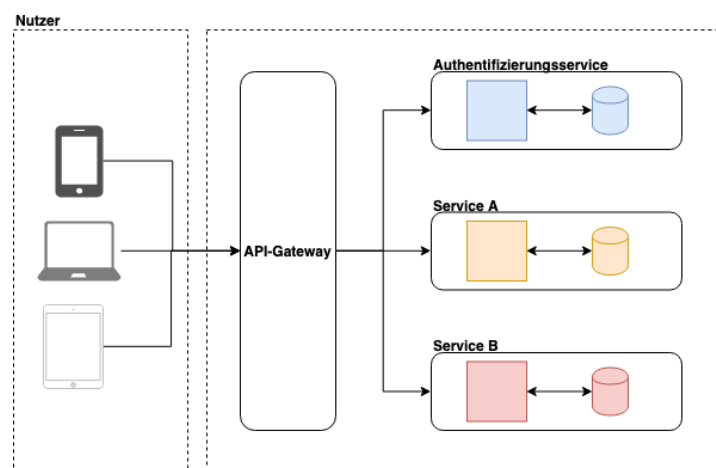 Nutzer
Authentifizierungsservice
Service A
API-Gateway
Service B